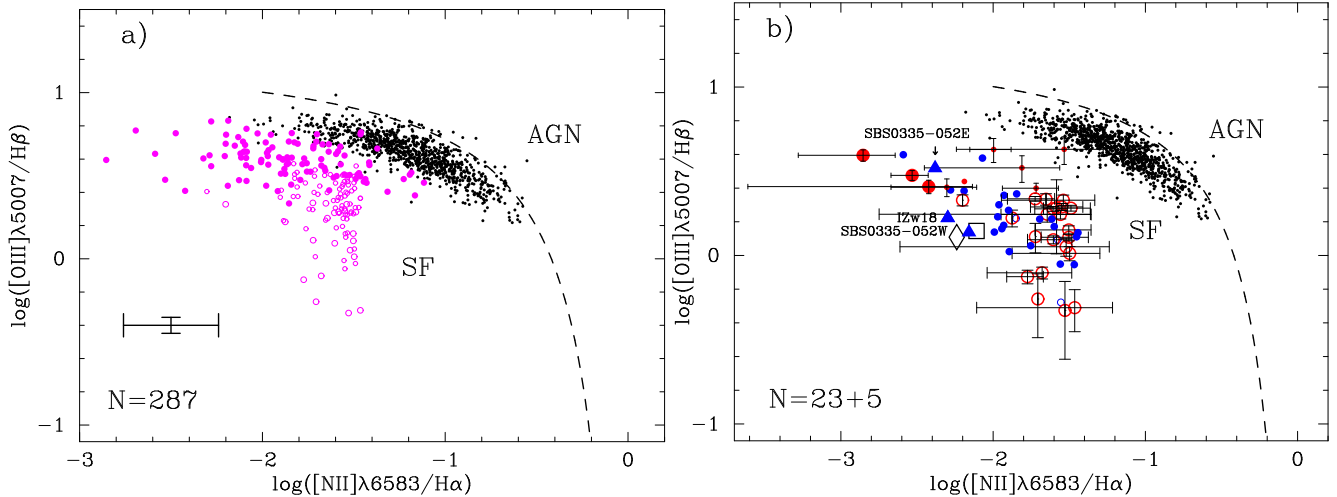 a)
AGN
SF
N=287
1
0
−1
−3
−2
−1
0
log([OIII]λ5007/Hβ)
log([NII]λ6583/Hα)
b)
AGN
SBS0335−052E
IZw18
SBS0335−052W
SF
N=23+5
1
0
−1
−3
−2
−1
0
log([OIII]λ5007/Hβ)
log([NII]λ6583/Hα)